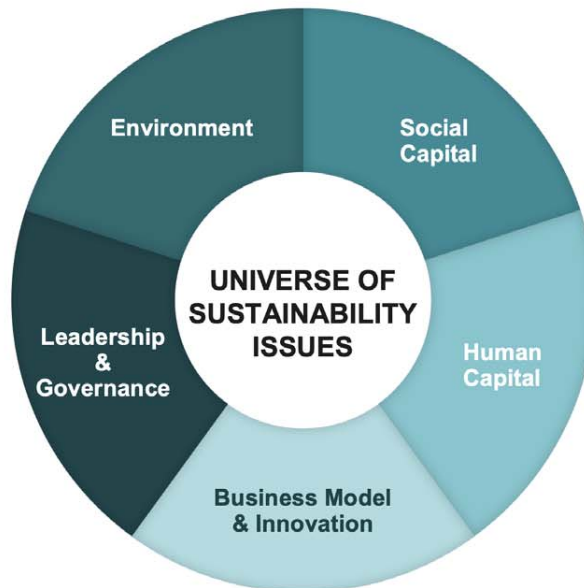 Environment
Social
Capital
UNIVERSE OF
SUSTAINABILITY
ISSUES
Leadership
&
Governance
Human
Capital
Business Model
& Innovation